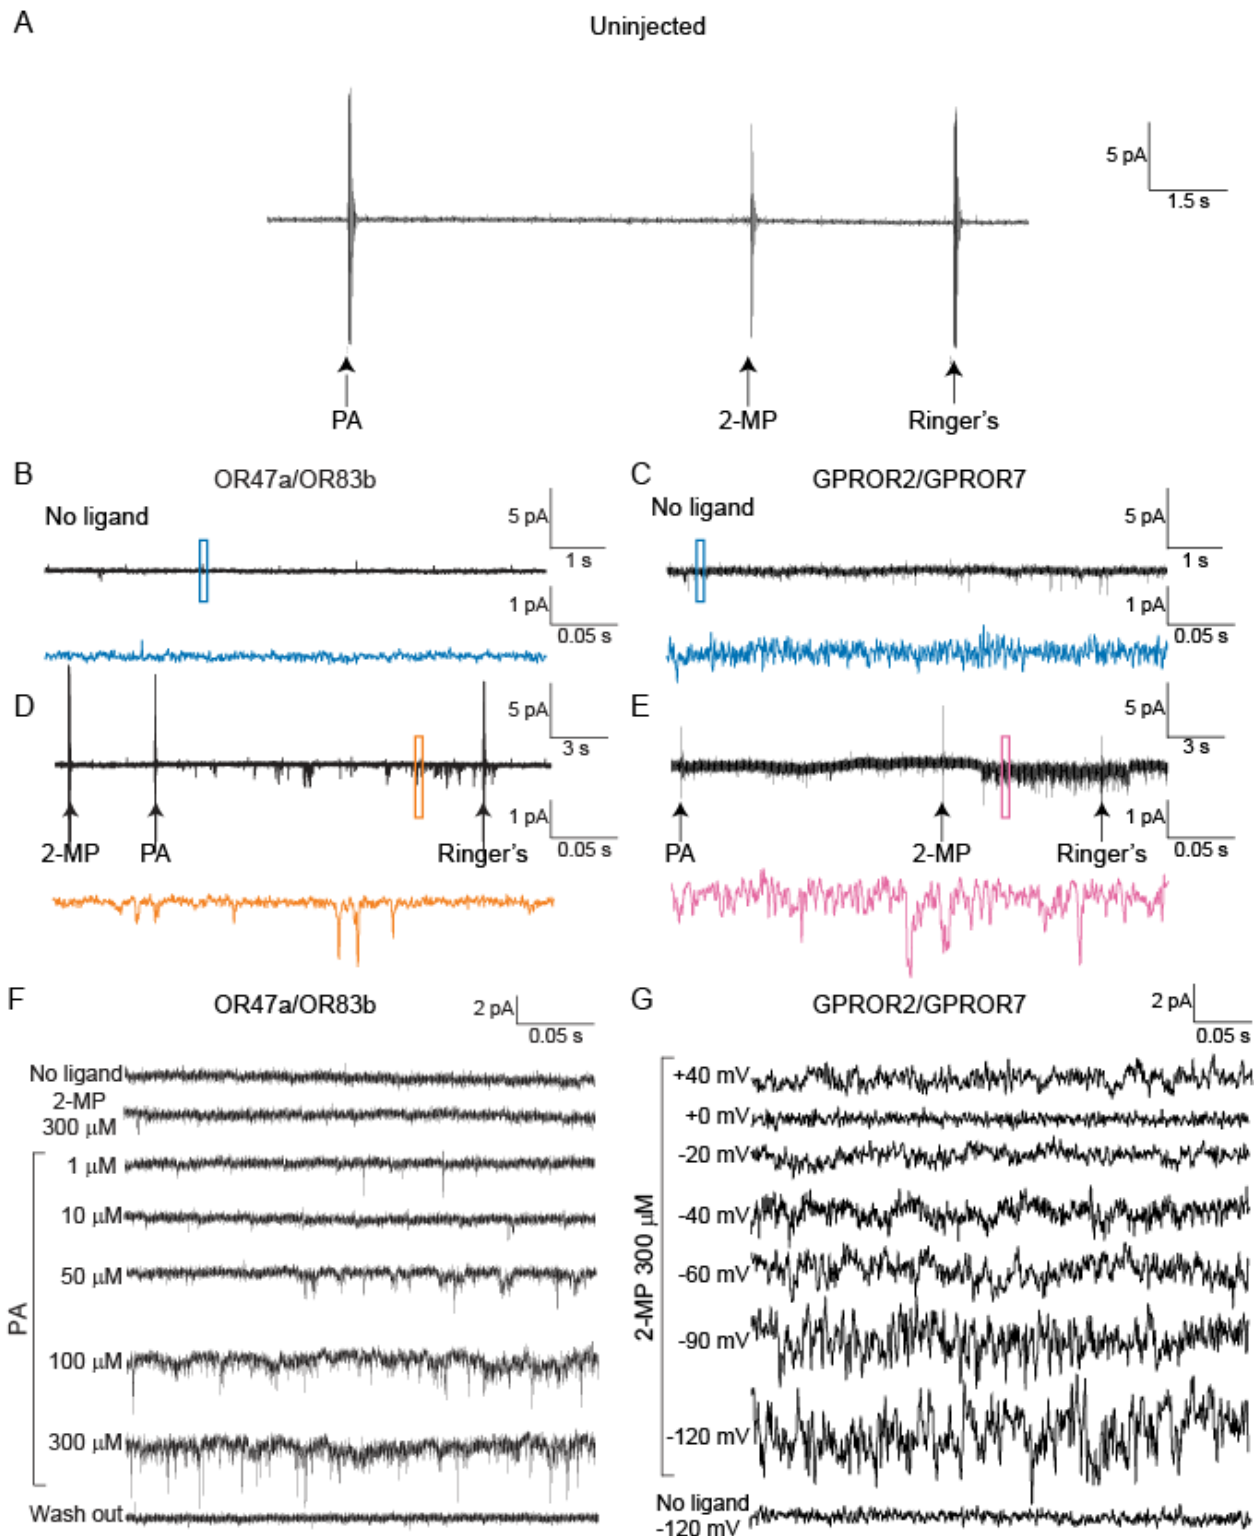 A
Uninjected
5 pA
1.5 s
PA
2-MP
Ringer's
B
OR47a/OR83b
No ligand
5 pA
1 s
1 pA
0.05 s
C
GPROR2/GPROR7
No ligand
5 pA
1 s
1 pA
0.05 s
D
5 pA
3 s
1 pA
0.05 s
2-MP
PA
Ringer's
E
5 pA
3 s
1 pA
0.05 s
PA
2-MP
Ringer's
F
OR47a/OR83b
2 pA
0.05 s
No ligand
2-MP
300 μM
PA
1 μM
10 μM
50 μM
100 μM
300 μM
Wash out
G
GPROR2/GPROR7
2 pA
0.05 s
2-MP 300 μM
+40 mV
+0 mV
-20 mV
-40 mV
-60 mV
-90 mV
-120 mV
No ligand
-120 mV